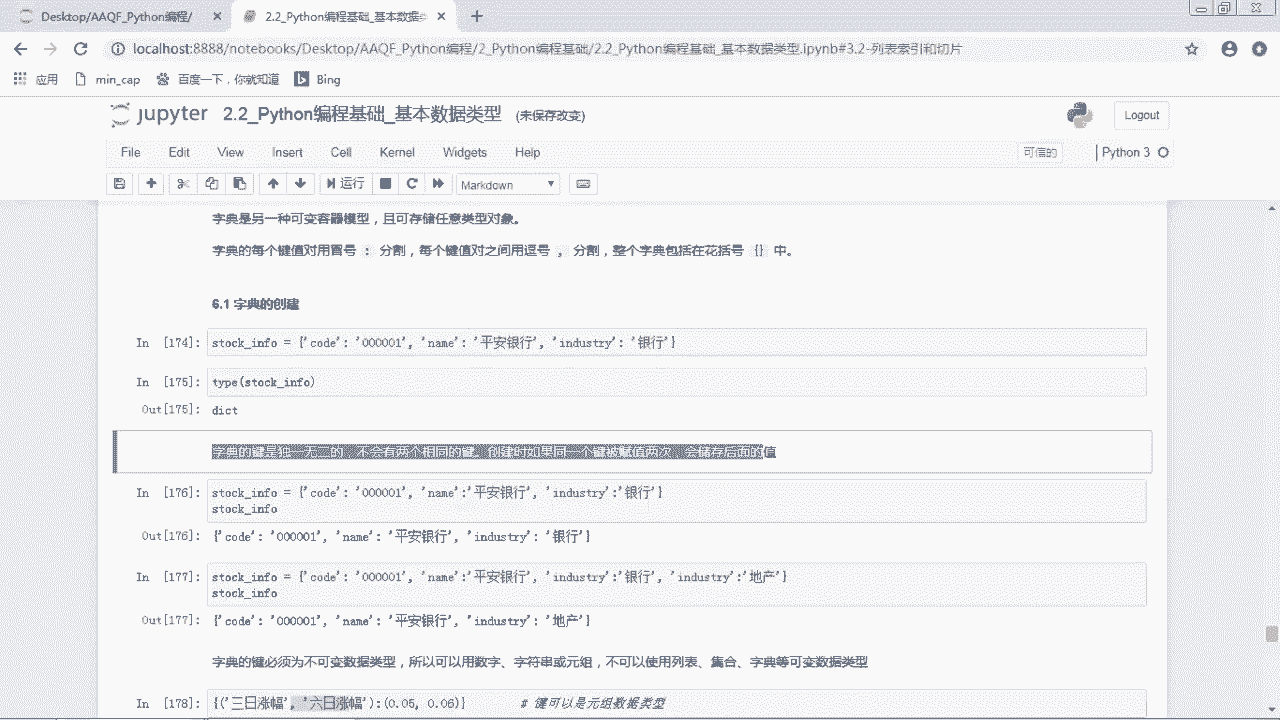 Desktop/AAQF_Python编程/
2.2_Python编程基础_基本数据类
localhost:8888/notebooks/Desktop/AAQF_Python编程/2_Python编程基础/2.2_Python编程基础_基本数据类型.ipynb#3.2-列表索引和切片
应用 min_cap 百度一下，你就知道 Bing
jupyter 2.2_Python编程基础_基本数据类型 (未保存改变)
Logout
File Edit View Insert Cell Kernel Widgets Help
可信的 Python 3
运行 Markdown
字典是另一种可变容器模型，且可存储任意类型对象。
字典的每个键值对用冒号 : 分割，每个键值对之间用逗号 , 分割，整个字典包括在花括号 {} 中。
6.1 字典的创建
In [174]: stock_info = {'code': '000001', 'name': '平安银行', 'industry': '银行'}
In [175]: type(stock_info)
Out[175]: dict
字典的键是独一无二的，不会有两个相同的键。创建时如果同一个键被赋值两次，会储存后面的值
In [176]: stock_info = {'code': '000001', 'name':'平安银行', 'industry':'银行'}
stock_info
Out[176]: {'code': '000001', 'name': '平安银行', 'industry': '银行'}
In [177]: stock_info = {'code': '000001', 'name':'平安银行', 'industry':'银行', 'industry':'地产'}
stock_info
Out[177]: {'code': '000001', 'name': '平安银行', 'industry': '地产'}
字典的键必须为不可变数据类型，所以可以用数字、字符串或元组，不可以使用列表、集合、字典等可变数据类型
In [178]: {('三日涨幅', '六日涨幅'):(0.05, 0.06)} # 键可以是元组数据类型